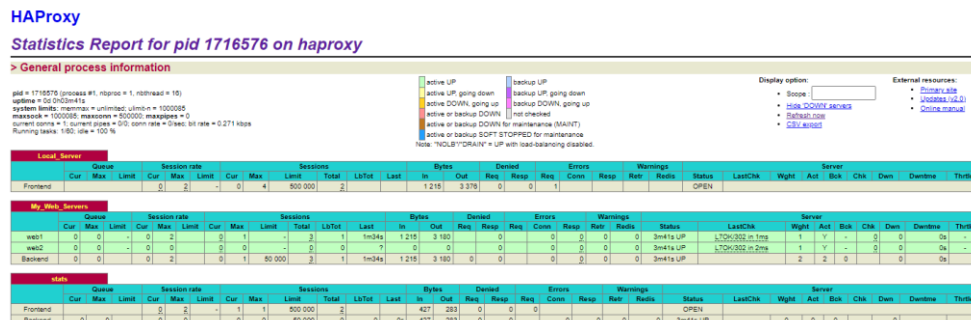 HAProxy
Statistics Report for pid 1716576 on haproxy
> General process information
pid = 1716576 (process #1, nbproc = 1, nbthread = 16)
uptime = 0d 0h03m41s
system limits: memmax = unlimited; ulimit-n = 1000085
maxsock = 1000085; maxconn = 500000; maxpipes = 0
current conns = 1; current pipes = 0/0; conn rate = 0/sec; bit rate = 0.271 kbps
Running tasks: 1/60; idle = 100 %
active UP
backup UP
active UP, going down
backup UP, going down
active DOWN, going up
backup DOWN, going up
active or backup DOWN
not checked
active or backup DOWN for maintenance (MAINT)
active or backup SOFT STOPPED for maintenance
Note: "NOLB"/"DRAIN" = UP with load-balancing disabled.
Display option:
Scope :
Hide 'DOWN' servers
Refresh now
CSV export
External resources:
Primary site
Updates (v2.0)
Online manual
Local_Server
Queue Session rate Sessions Bytes Denied Errors Warnings Server
Cur Max Limit Cur Max Limit Cur Max Limit Total LbTot Last In Out Req Resp Req Conn Resp Retr Redis Status LastChk Wght Act Bck Chk Dwn Dwntme Thrtl
Frontend 0 2 - 0 4 500 000 2 1 215 3 376 0 0 1 OPEN
My_Web_Servers
Queue Session rate Sessions Bytes Denied Errors Warnings Server
Cur Max Limit Cur Max Limit Cur Max Limit Total LbTot Last In Out Req Resp Req Conn Resp Retr Redis Status LastChk Wght Act Bck Chk Dwn Dwntme Thrtl
web1 0 0 - 0 2 0 1 - 3 1 1m34s 1 215 3 180 0 0 0 0 0 3m41s UP L7OK/302 in 1ms 1 Y - 0 0 0s -
web2 0 0 - 0 0 0 0 - 0 0 ? 0 0 0 0 0 0 0 3m41s UP L7OK/302 in 2ms 1 Y - 0 0 0s -
Backend 0 0 0 2 0 1 50 000 3 1 1m34s 1 215 3 180 0 0 0 0 0 0 3m41s UP 2 2 0 0 0s
stats
Queue Session rate Sessions Bytes Denied Errors Warnings Server
Cur Max Limit Cur Max Limit Cur Max Limit Total LbTot Last In Out Req Resp Req Conn Resp Retr Redis Status LastChk Wght Act Bck Chk Dwn Dwntme Thrtl
Frontend 0 2 - 1 1 500 000 2 427 283 0 0 0 OPEN